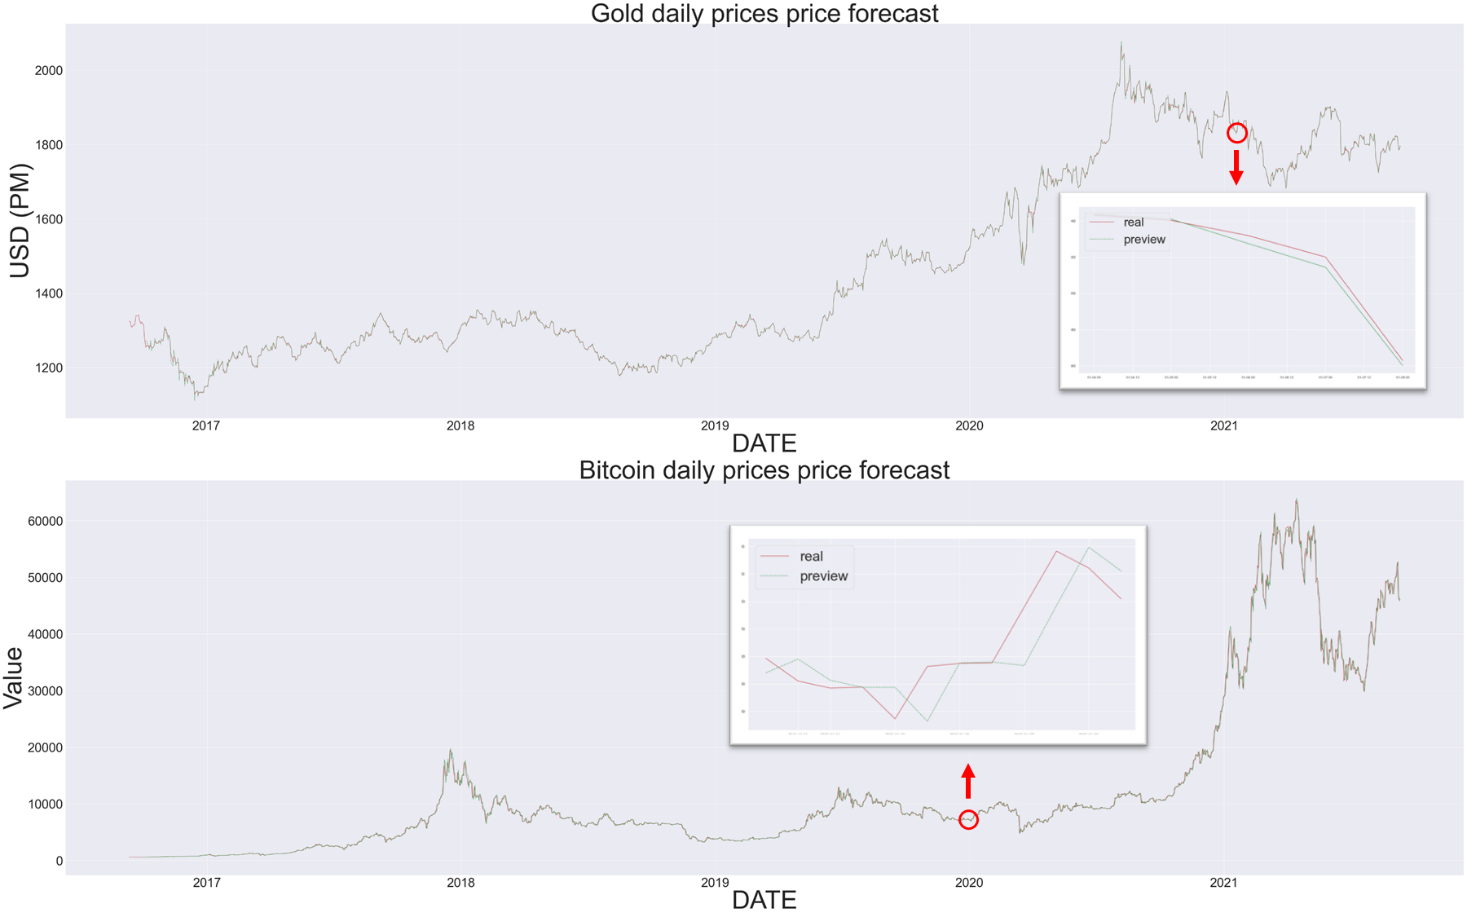 Gold daily prices price forecast
USD (PM)
2000
1800
1600
1400
1200
real
preview
2017
2018
2019
2020
2021
DATE
Bitcoin daily prices price forecast
Value
60000
50000
40000
30000
20000
10000
0
real
preview
2017
2018
2019
2020
2021
DATE